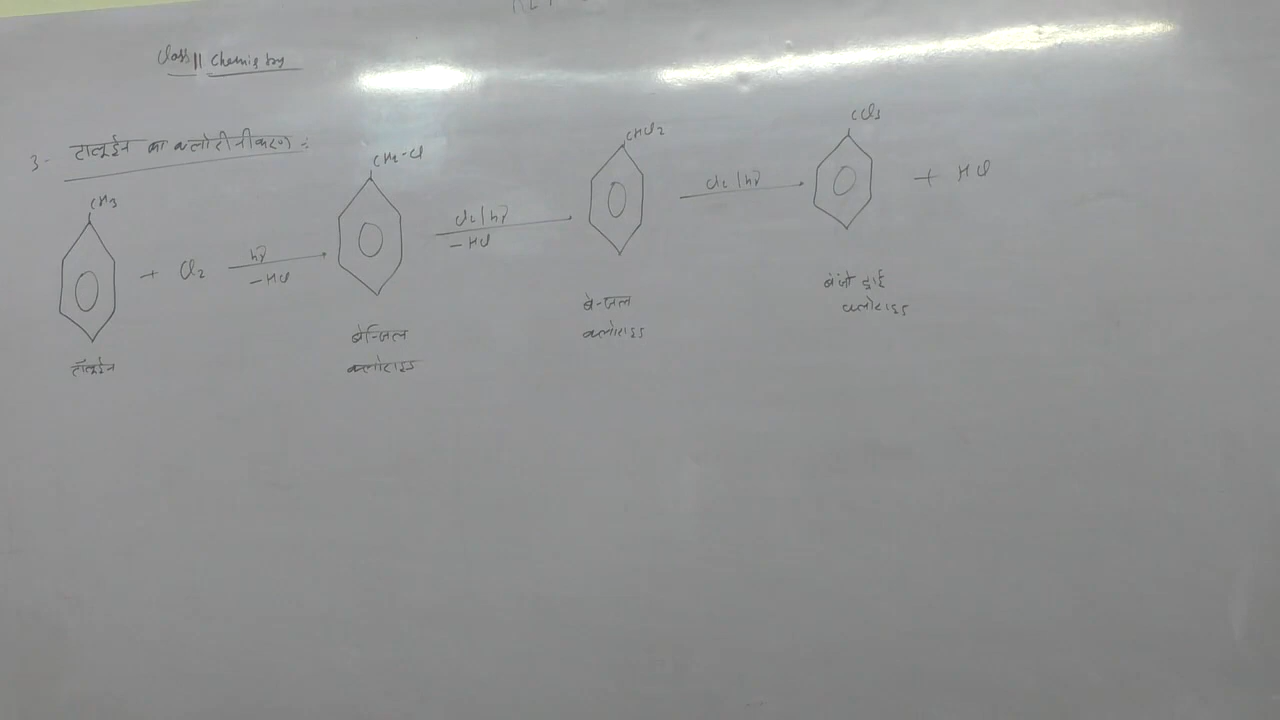 Class 11 Chemistry
3- टालूईन का क्लोरीनीकरण :
CH3
+ Cl2
hν
-HCl
टॉलूईन
CH2-Cl
Cl2/hν
-HCl
बेन्जिल
क्लोराइड
CHCl2
Cl2/hν
बेन्जल
क्लोराइड
CCl3
+ HCl
बेंजो ट्राई
क्लोराइड